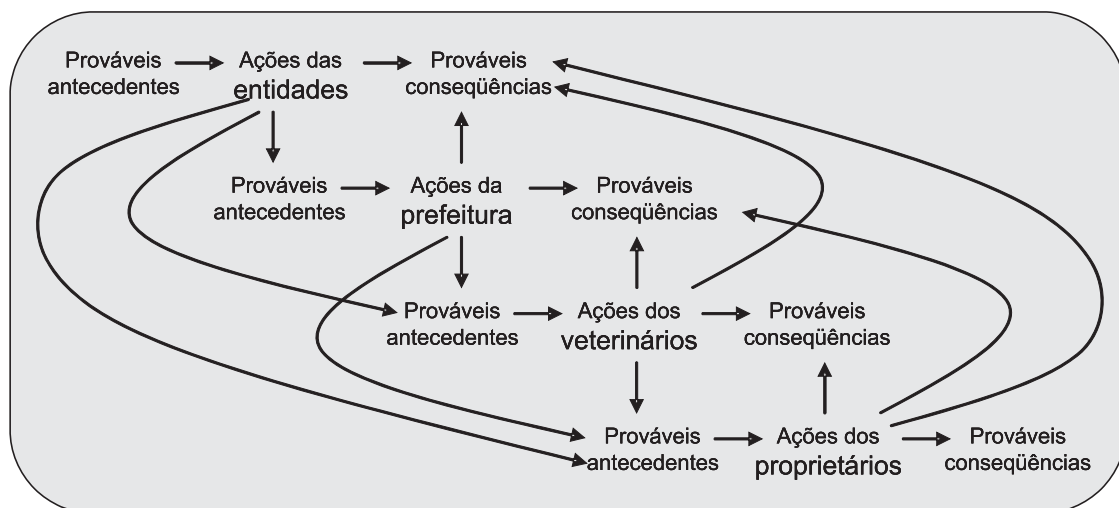 Prováveis
antecedentes
Ações das
entidades
Prováveis
conseqüências
Prováveis
antecedentes
Ações da
prefeitura
Prováveis
conseqüências
Prováveis
antecedentes
Ações dos
veterinários
Prováveis
conseqüências
Prováveis
antecedentes
Ações dos
proprietários
Prováveis
conseqüências